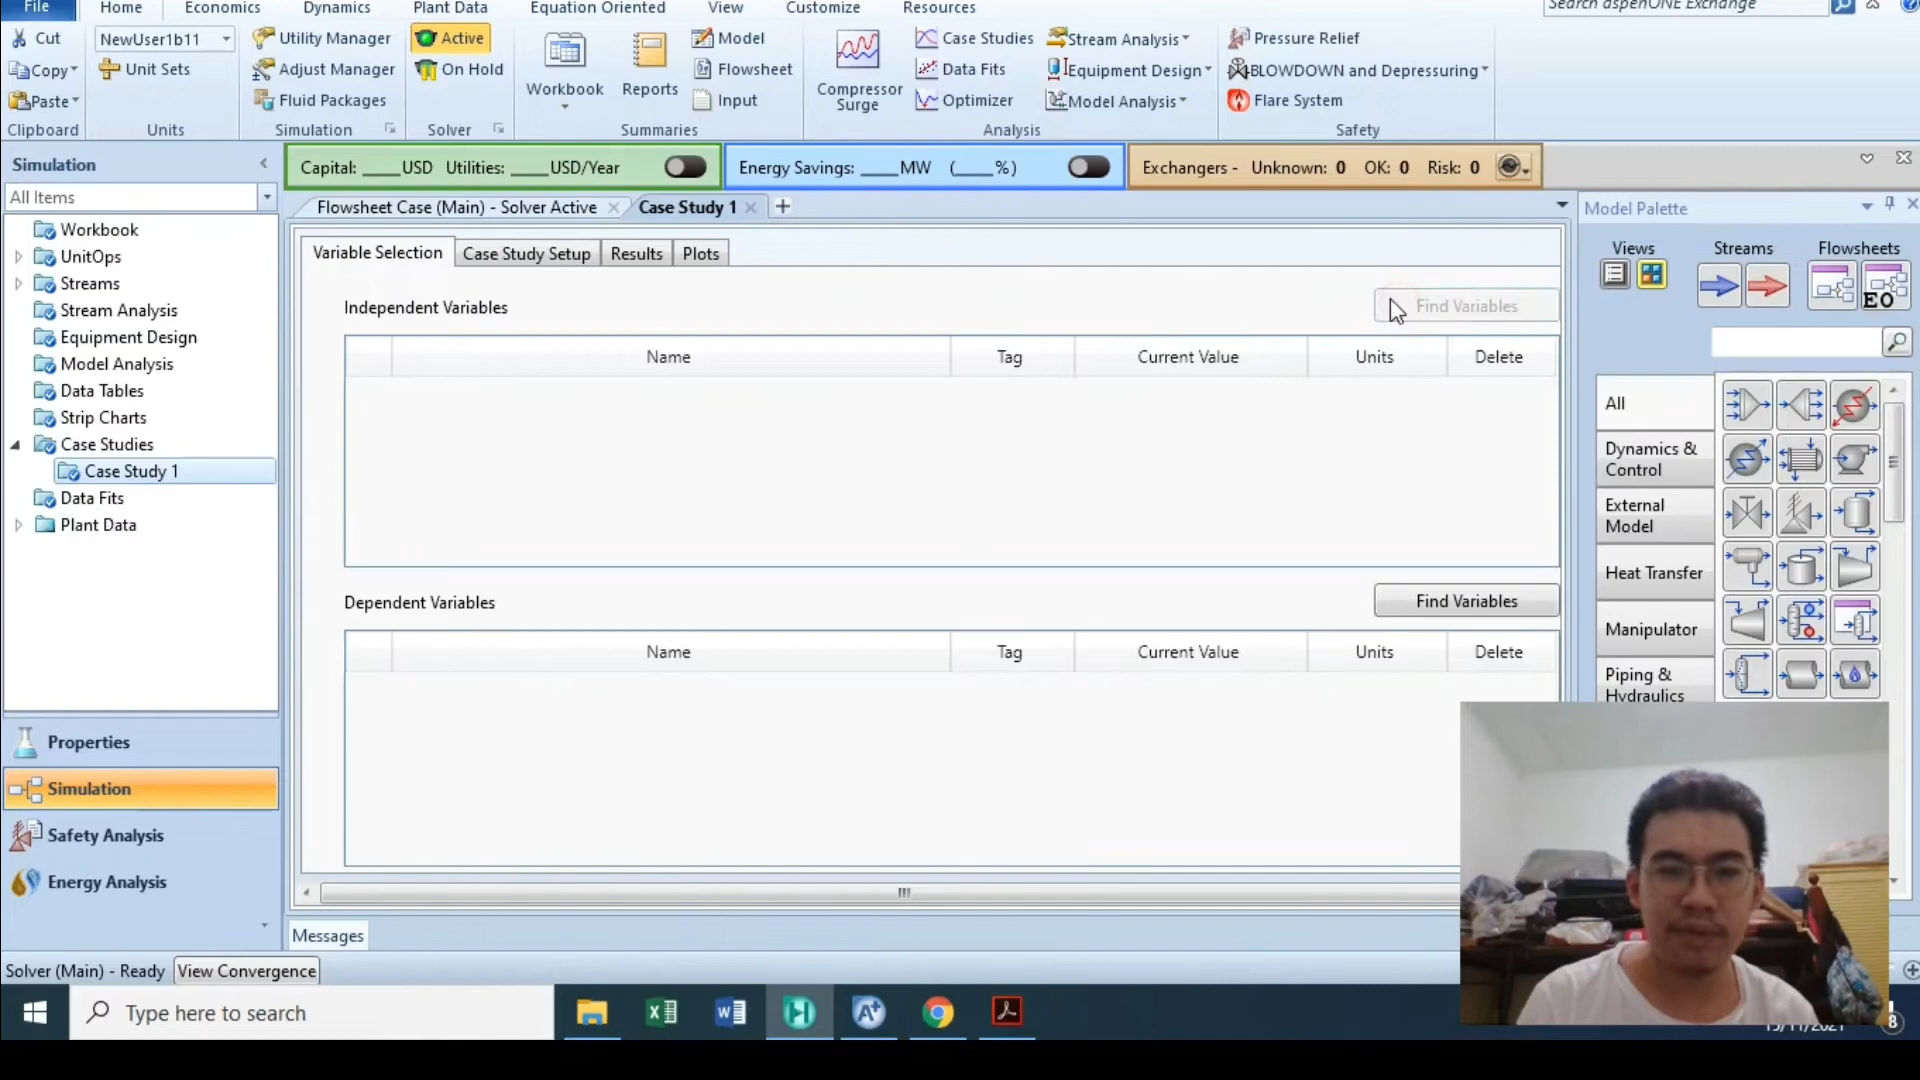 File Home Economics Dynamics Plant Data Equation Oriented View Customize Resources Search aspenONE Exchange
Cut NewUser1b11 Utility Manager Active Model Case Studies Stream Analysis Pressure Relief
Copy Unit Sets Adjust Manager On Hold Workbook Reports Flowsheet Compressor Surge Data Fits Equipment Design BLOWDOWN and Depressuring
Paste Fluid Packages Input Optimizer Model Analysis Flare System
Clipboard Units Simulation Solver Summaries Analysis Safety
Simulation Capital: ____USD Utilities: ____USD/Year Energy Savings: ____MW (____%) Exchangers - Unknown: 0 OK: 0 Risk: 0
All Items
Flowsheet Case (Main) - Solver Active Case Study 1 Model Palette
Workbook
UnitOps
Streams
Stream Analysis
Equipment Design
Model Analysis
Data Tables
Strip Charts
Case Studies
Case Study 1
Data Fits
Plant Data
Properties
Simulation
Safety Analysis
Energy Analysis
Variable Selection Case Study Setup Results Plots
Independent Variables Find Variables
Name Tag Current Value Units Delete
Dependent Variables Find Variables
Name Tag Current Value Units Delete
Views Streams Flowsheets
EO
All
Dynamics &
Control
External
Model
Heat Transfer
Manipulator
Piping &
Hydraulics
Messages
Solver (Main) - Ready View Convergence
Type here to search
8